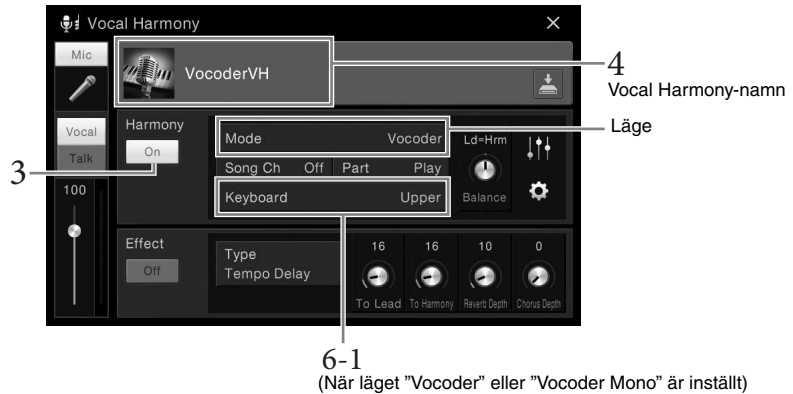 Vocal Harmony
Mic
VocoderVH
4
Vocal Harmony-namn
Läge
Vocal
Talk
Harmony
On
Mode Vocoder
Ld=Hrm
3
Song Ch Off Part Play
100
Keyboard Upper
Balance
Effect
Off
Type
Tempo Delay
16 16 10 0
To Lead To Harmony Reverb Depth Chorus Depth
6-1
(När läget ”Vocoder” eller ”Vocoder Mono” är inställt)